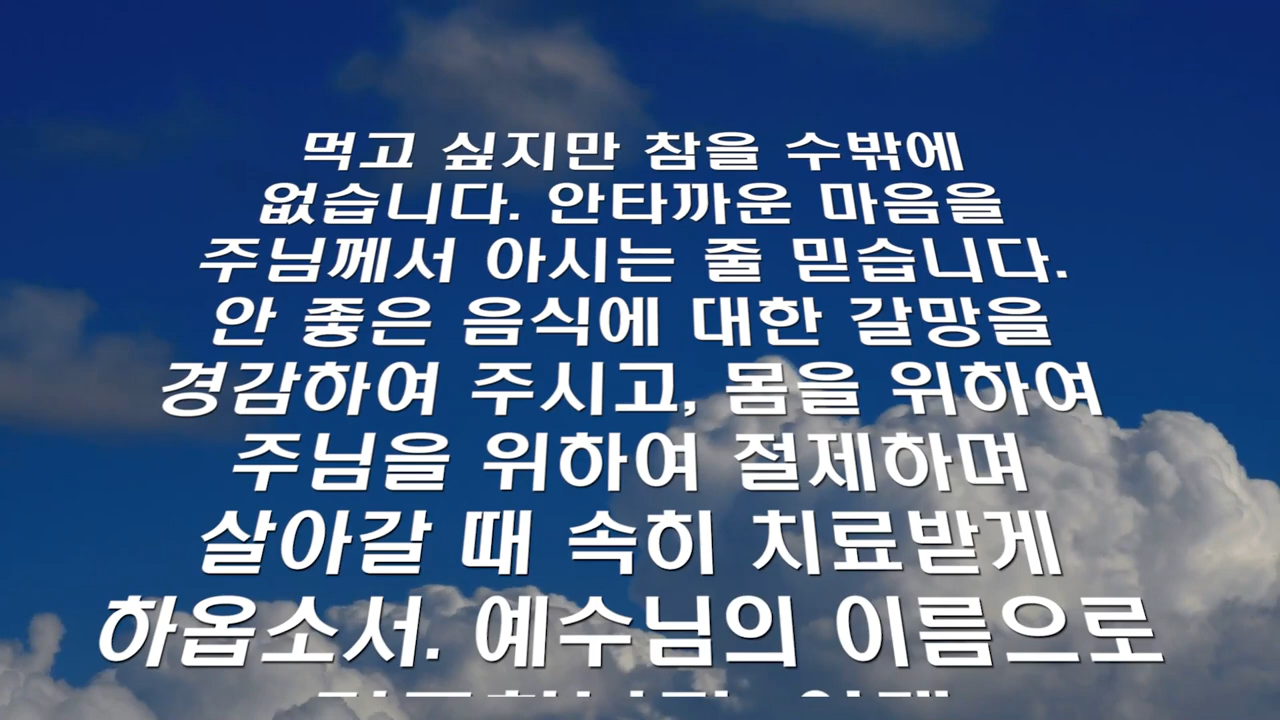 먹고 싶지만 참을 수밖에
없습니다. 안타까운 마음을
주님께서 아시는 줄 믿습니다.
안 좋은 음식에 대한 갈망을
경감하여 주시고, 몸을 위하여
주님을 위하여 절제하며
살아갈 때 속히 치료받게
하옵소서. 예수님의 이름으로